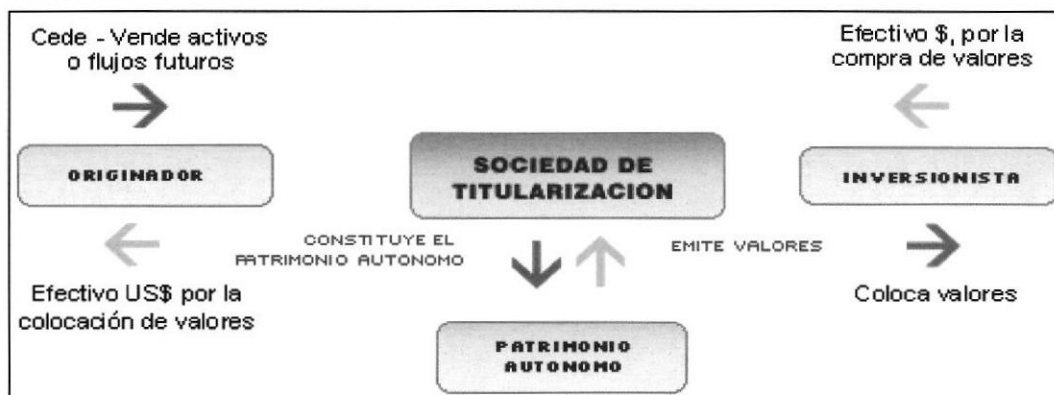 Cede - Vende activos
o flujos futuros
Efectivo $, por la
compra de valores
ORIGINADOR
SOCIEDAD DE
TITULARIZACION
INVERSIONISTA
CONSTITUYE EL
PATRIMONIO AUTONOMO
EMITE VALORES
Efectivo US$ por la
colocación de valores
Coloca valores
PATRIMONIO
AUTONOMO